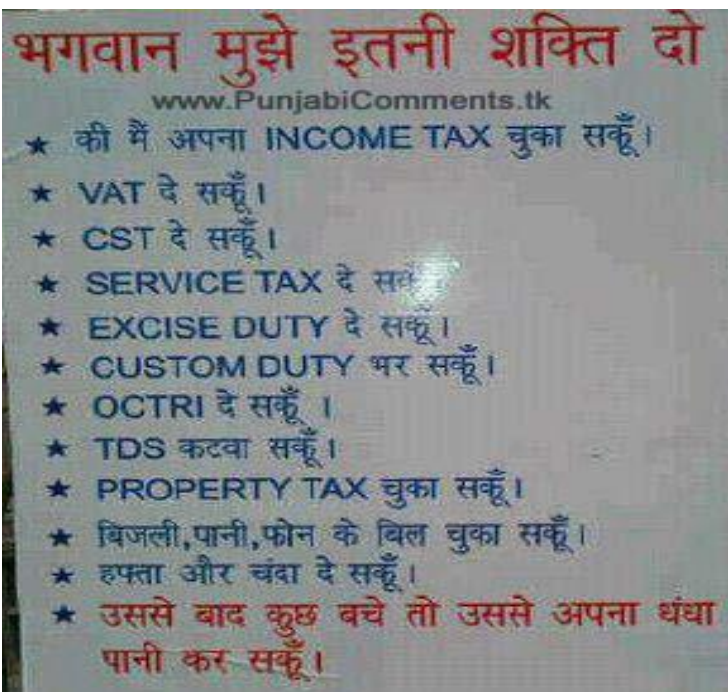 भगवान मुझे इतनी शक्ति दो
www.PunjabiComments.tk
★ की मैं अपना INCOME TAX चुका सकूँ।
★ VAT दे सकूँ।
★ CST दे सकूँ।
★ SERVICE TAX दे
★ EXCISE DUTY दे सकूँ।
★ CUSTOM DUTY भर सकूँ।
★ OCTRI दे सकूँ ।
★ TDS कटवा सकूँ।
★ PROPERTY TAX चुका सकूँ।
★ बिजली,पानी,फोन के बिल चुका सकूँ।
★ हफ्ता और चंदा दे सकूँ।
★ उससे बाद कुछ बचे तो उससे अपना धंधा
पानी कर सकूँ।